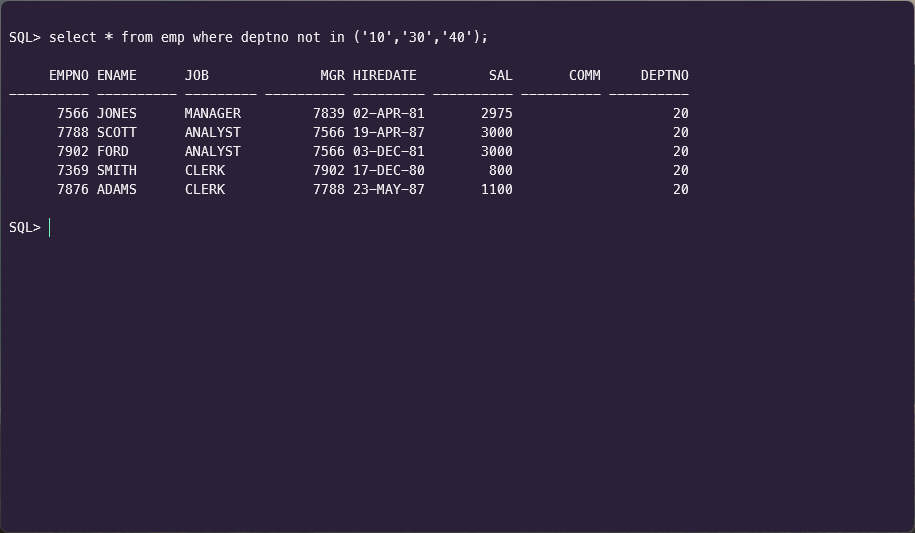 SQL> select * from emp where deptno not in ('10','30','40');
EMPNO ENAME JOB MGR HIREDATE SAL COMM DEPTNO
---------- ---------- --------- ---------- --------- ---------- ---------- ----------
7566 JONES MANAGER 7839 02-APR-81 2975 20
7788 SCOTT ANALYST 7566 19-APR-87 3000 20
7902 FORD ANALYST 7566 03-DEC-81 3000 20
7369 SMITH CLERK 7902 17-DEC-80 800 20
7876 ADAMS CLERK 7788 23-MAY-87 1100 20
SQL>